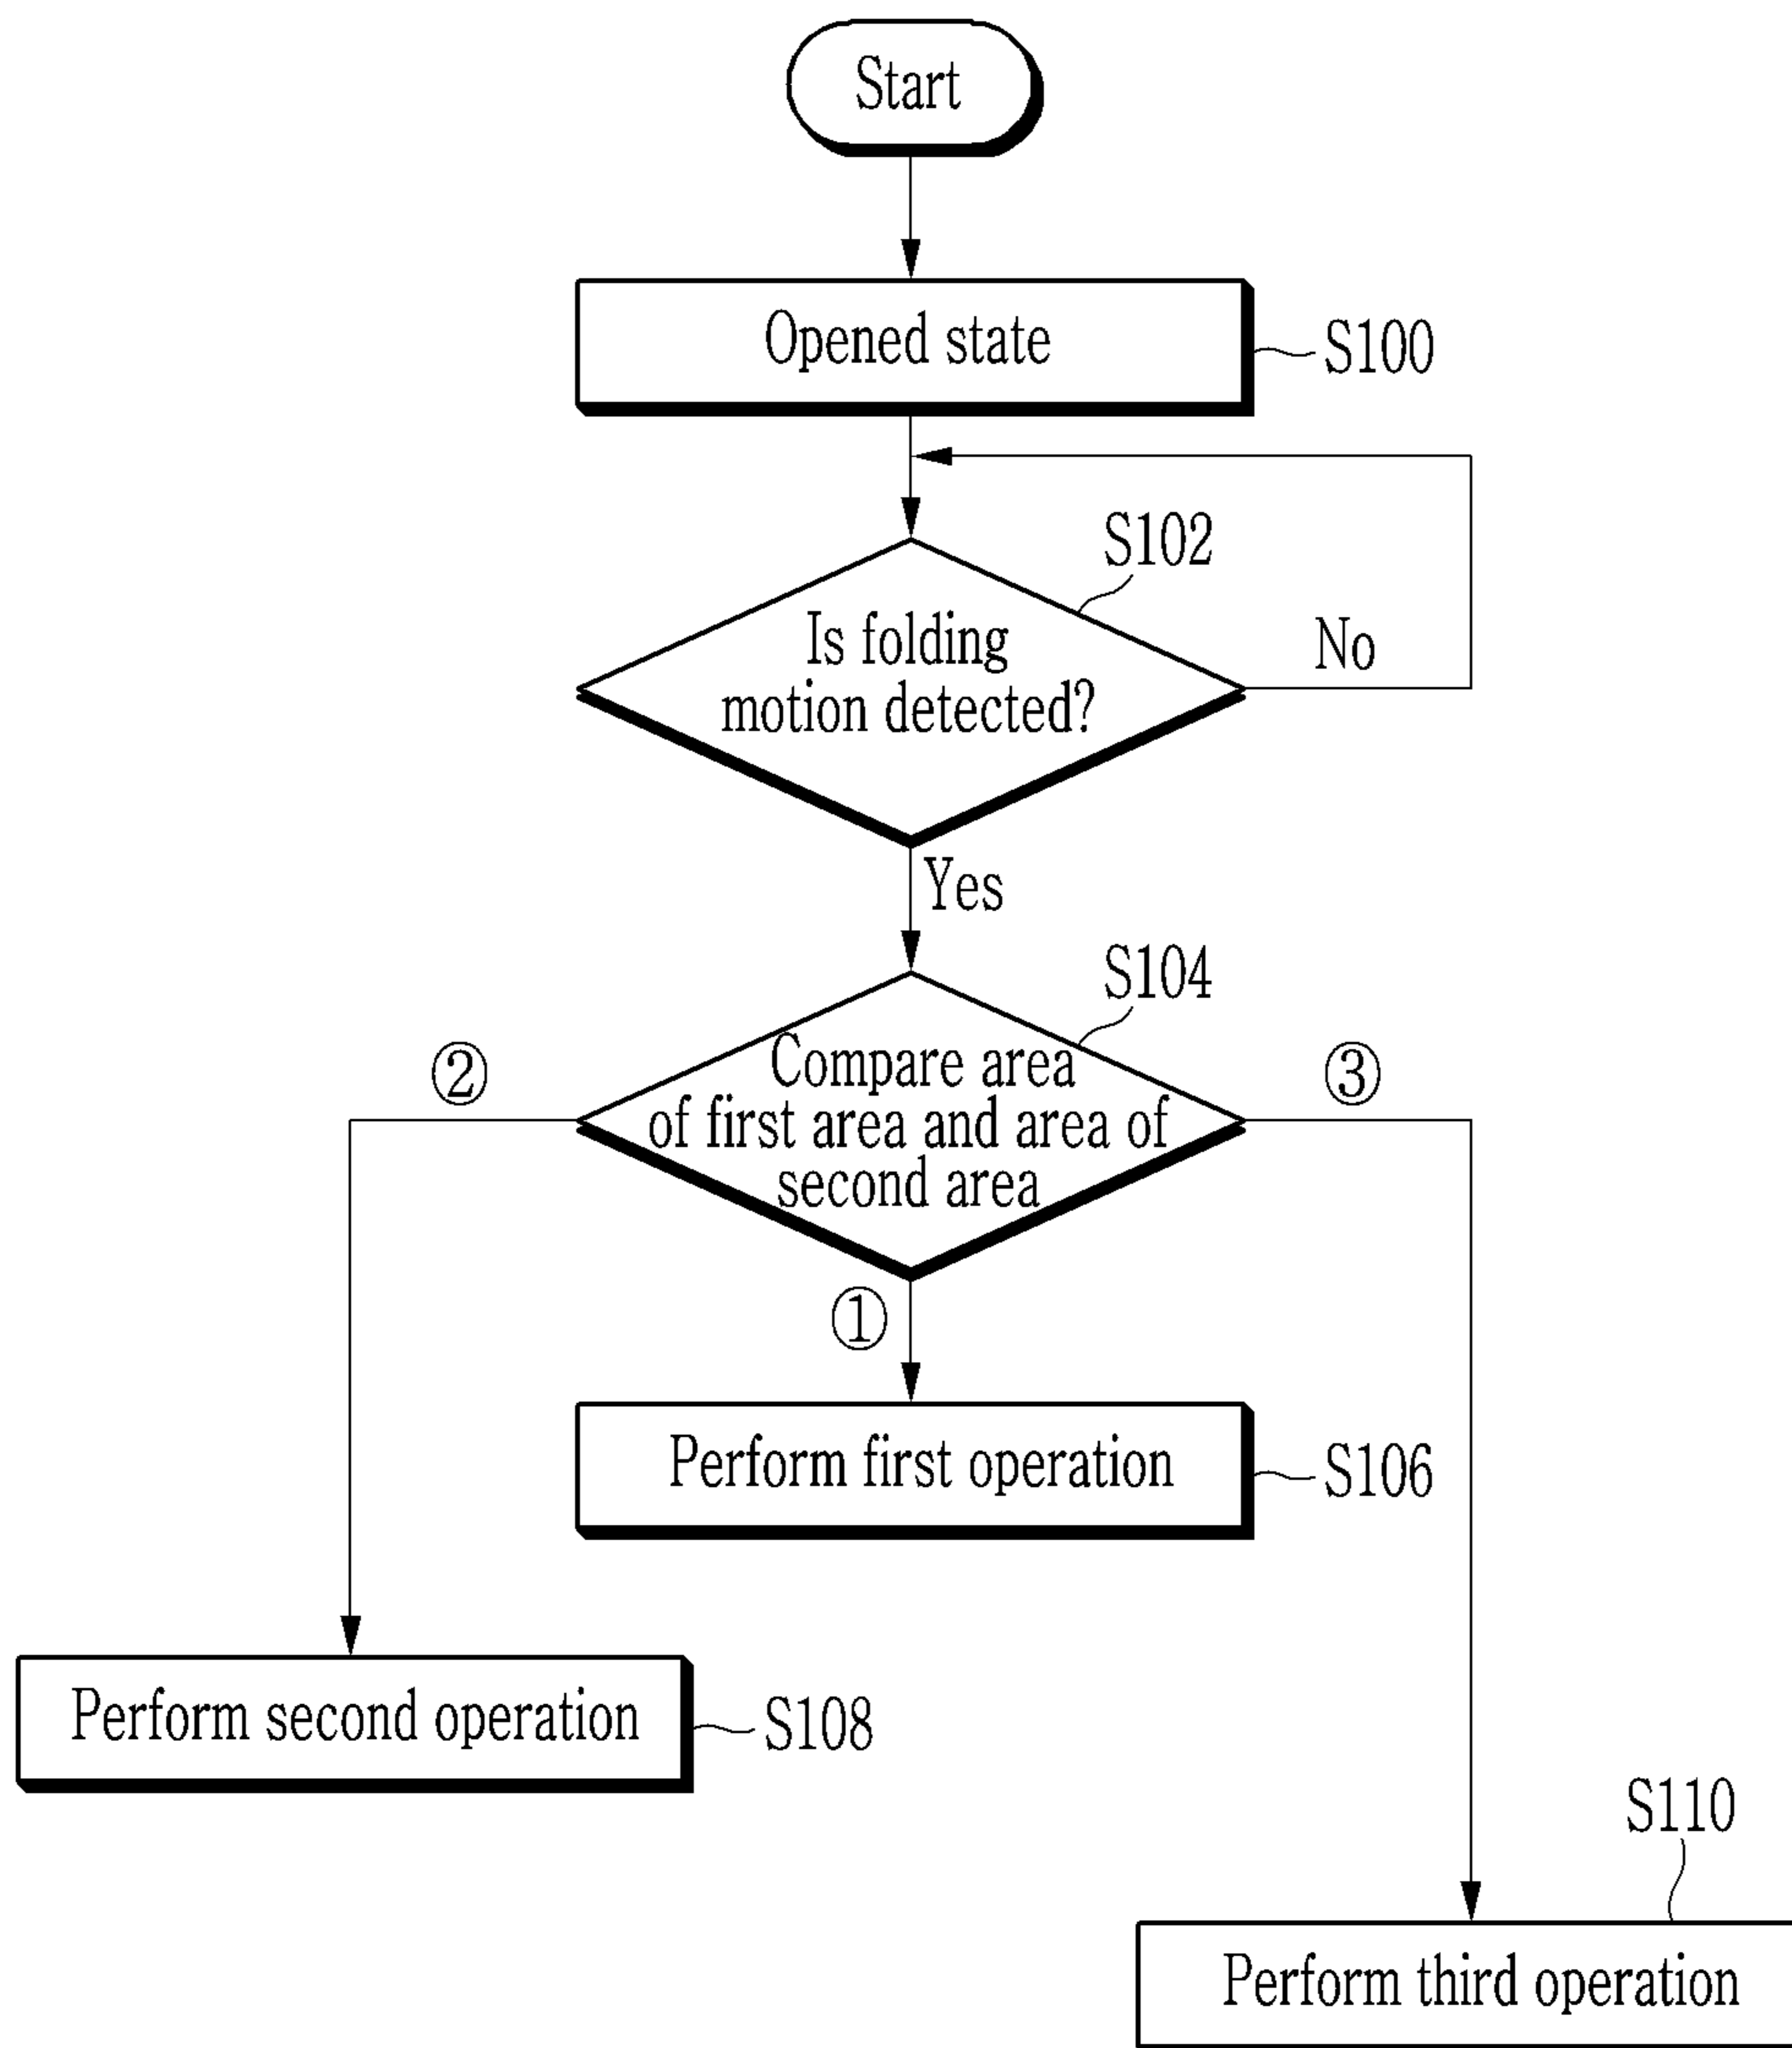 Start
Opened state
S100
S102
Is folding
motion detected?
No
Yes
S104
Compare area
of first area and area of
second area
②
③
①
Perform first operation
S106
Perform second operation
S108
S110
Perform third operation